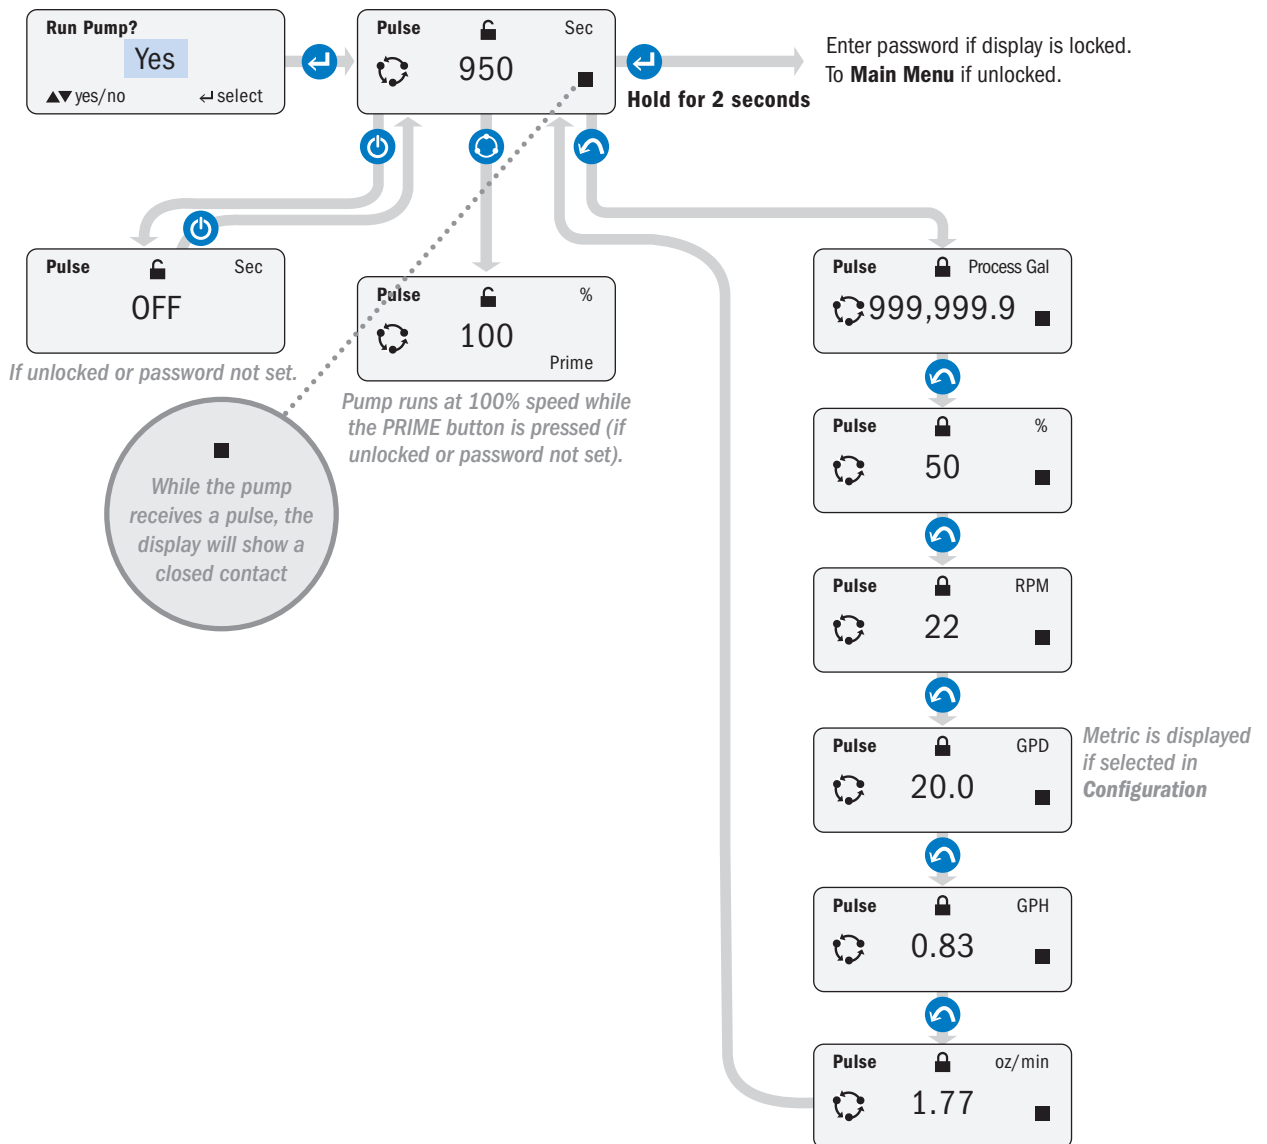 Run Pump?
Yes
▲▼ yes/no ↵ select
Pulse Sec
950
Hold for 2 seconds
Enter password if display is locked.
To Main Menu if unlocked.
Pulse Sec
OFF
If unlocked or password not set.
Pulse %
100
Prime
Pump runs at 100% speed while
the PRIME button is pressed (if
unlocked or password not set).
While the pump
receives a pulse, the
display will show a
closed contact
Pulse Process Gal
999,999.9
Pulse %
50
Pulse RPM
22
Pulse GPD
20.0
Metric is displayed
if selected in
Configuration
Pulse GPH
0.83
Pulse oz/min
1.77